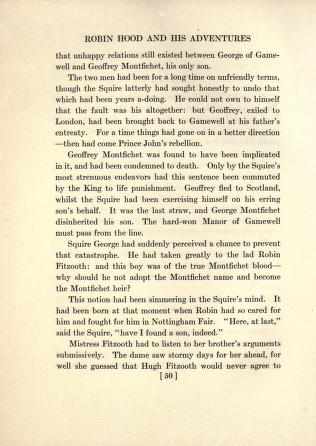 ROBIN HOOD AND HIS ADVENTURES
that unhappy relations still existed between George of Game-
well and Geoffrey Montfichet, his only son.
The two men had been for a long time on unfriendly terms,
though the Squire latterly had sought honestly to undo that
which had been years a-doing. He could not own to himself
that the fault was his altogether: but Geoffrey, exiled to
London, had been brought back to Gamewell at his father's
entreaty. For a time things had gone on in a better direction
—then had come Prince John's rebellion.
Geoffrey Montfichet was found to have been implicated
in it, and had been condemned to death. Only by the Squire's
most strenuous endeavors had this sentence been commuted
by the King to life punishment. Geoffrey fled to Scotland,
whilst the Squire had been exercising himself on his erring
son's behalf. It was the last straw, and George Montfichet
disinherited his son. The hard-won Manor of Gamewell
must pass from the line.
Squire George had suddenly perceived a chance to prevent
that catastrophe. He had taken greatly to the lad Robin
Fitzooth: and this boy was of the true Montfichet blood—
why should he not adopt the Montfichet name and become
the Montfichet heir?
This notion had been simmering in the Squire's mind. It
had been born at that moment when Robin had so cared for
him and fought for him in Nottingham Fair. "Here, at last,"
said the Squire, "have I found a son, indeed."
Mistress Fitzooth had to listen to her brother's arguments
submissively. The dame saw stormy days for her ahead, for
well she guessed that Hugh Fitzooth would never agree to
[ 50 ]